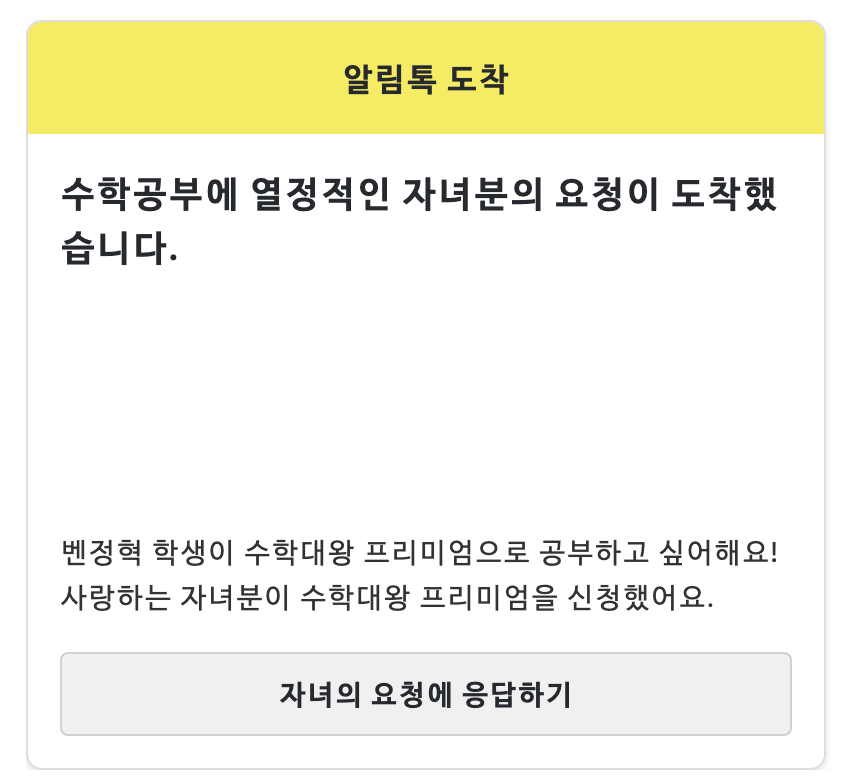 알림톡 도착
수학공부에 열정적인 자녀분의 요청이 도착했
습니다.
벤정혁 학생이 수학대왕 프리미엄으로 공부하고 싶어해요!
사랑하는 자녀분이 수학대왕 프리미엄을 신청했어요.
자녀의 요청에 응답하기